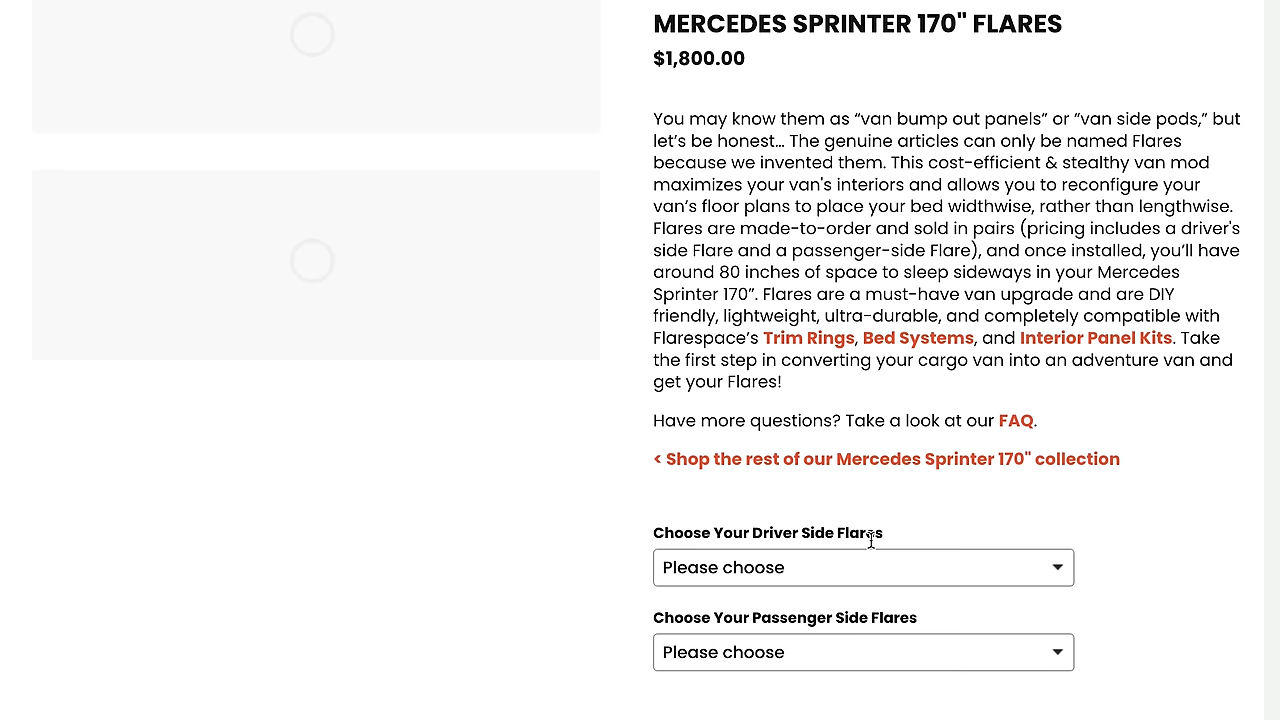 MERCEDES SPRINTER 170" FLARES
$1,800.00
You may know them as “van bump out panels” or “van side pods,” but
let’s be honest... The genuine articles can only be named Flares
because we invented them. This cost-efficient & stealthy van mod
maximizes your van's interiors and allows you to reconfigure your
van’s floor plans to place your bed widthwise, rather than lengthwise.
Flares are made-to-order and sold in pairs (pricing includes a driver's
side Flare and a passenger-side Flare), and once installed, you’ll have
around 80 inches of space to sleep sideways in your Mercedes
Sprinter 170”. Flares are a must-have van upgrade and are DIY
friendly, lightweight, ultra-durable, and completely compatible with
Flarespace’s Trim Rings, Bed Systems, and Interior Panel Kits. Take
the first step in converting your cargo van into an adventure van and
get your Flares!
Have more questions? Take a look at our FAQ.
< Shop the rest of our Mercedes Sprinter 170" collection
Choose Your Driver Side Flares
Please choose
Choose Your Passenger Side Flares
Please choose